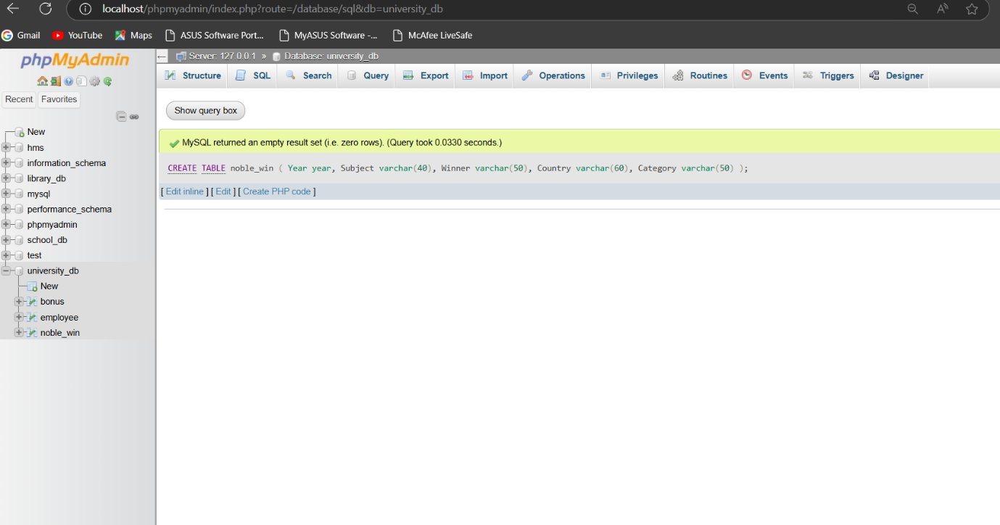 localhost/phpmyadmin/index.php?route=/database/sql&db=university_db
Gmail YouTube Maps ASUS Software Port... MyASUS Software -... McAfee LiveSafe
phpMyAdmin
Recent Favorites
New
hms
information_schema
library_db
mysql
performance_schema
phpmyadmin
school_db
test
university_db
New
bonus
employee
noble_win
Server: 127.0.0.1 » Database: university_db
Structure SQL Search Query Export Import Operations Privileges Routines Events Triggers Designer
Show query box
MySQL returned an empty result set (i.e. zero rows). (Query took 0.0330 seconds.)
CREATE TABLE noble_win ( Year year, Subject varchar(40), Winner varchar(50), Country varchar(60), Category varchar(50) );
[ Edit inline ] [ Edit ] [ Create PHP code ]